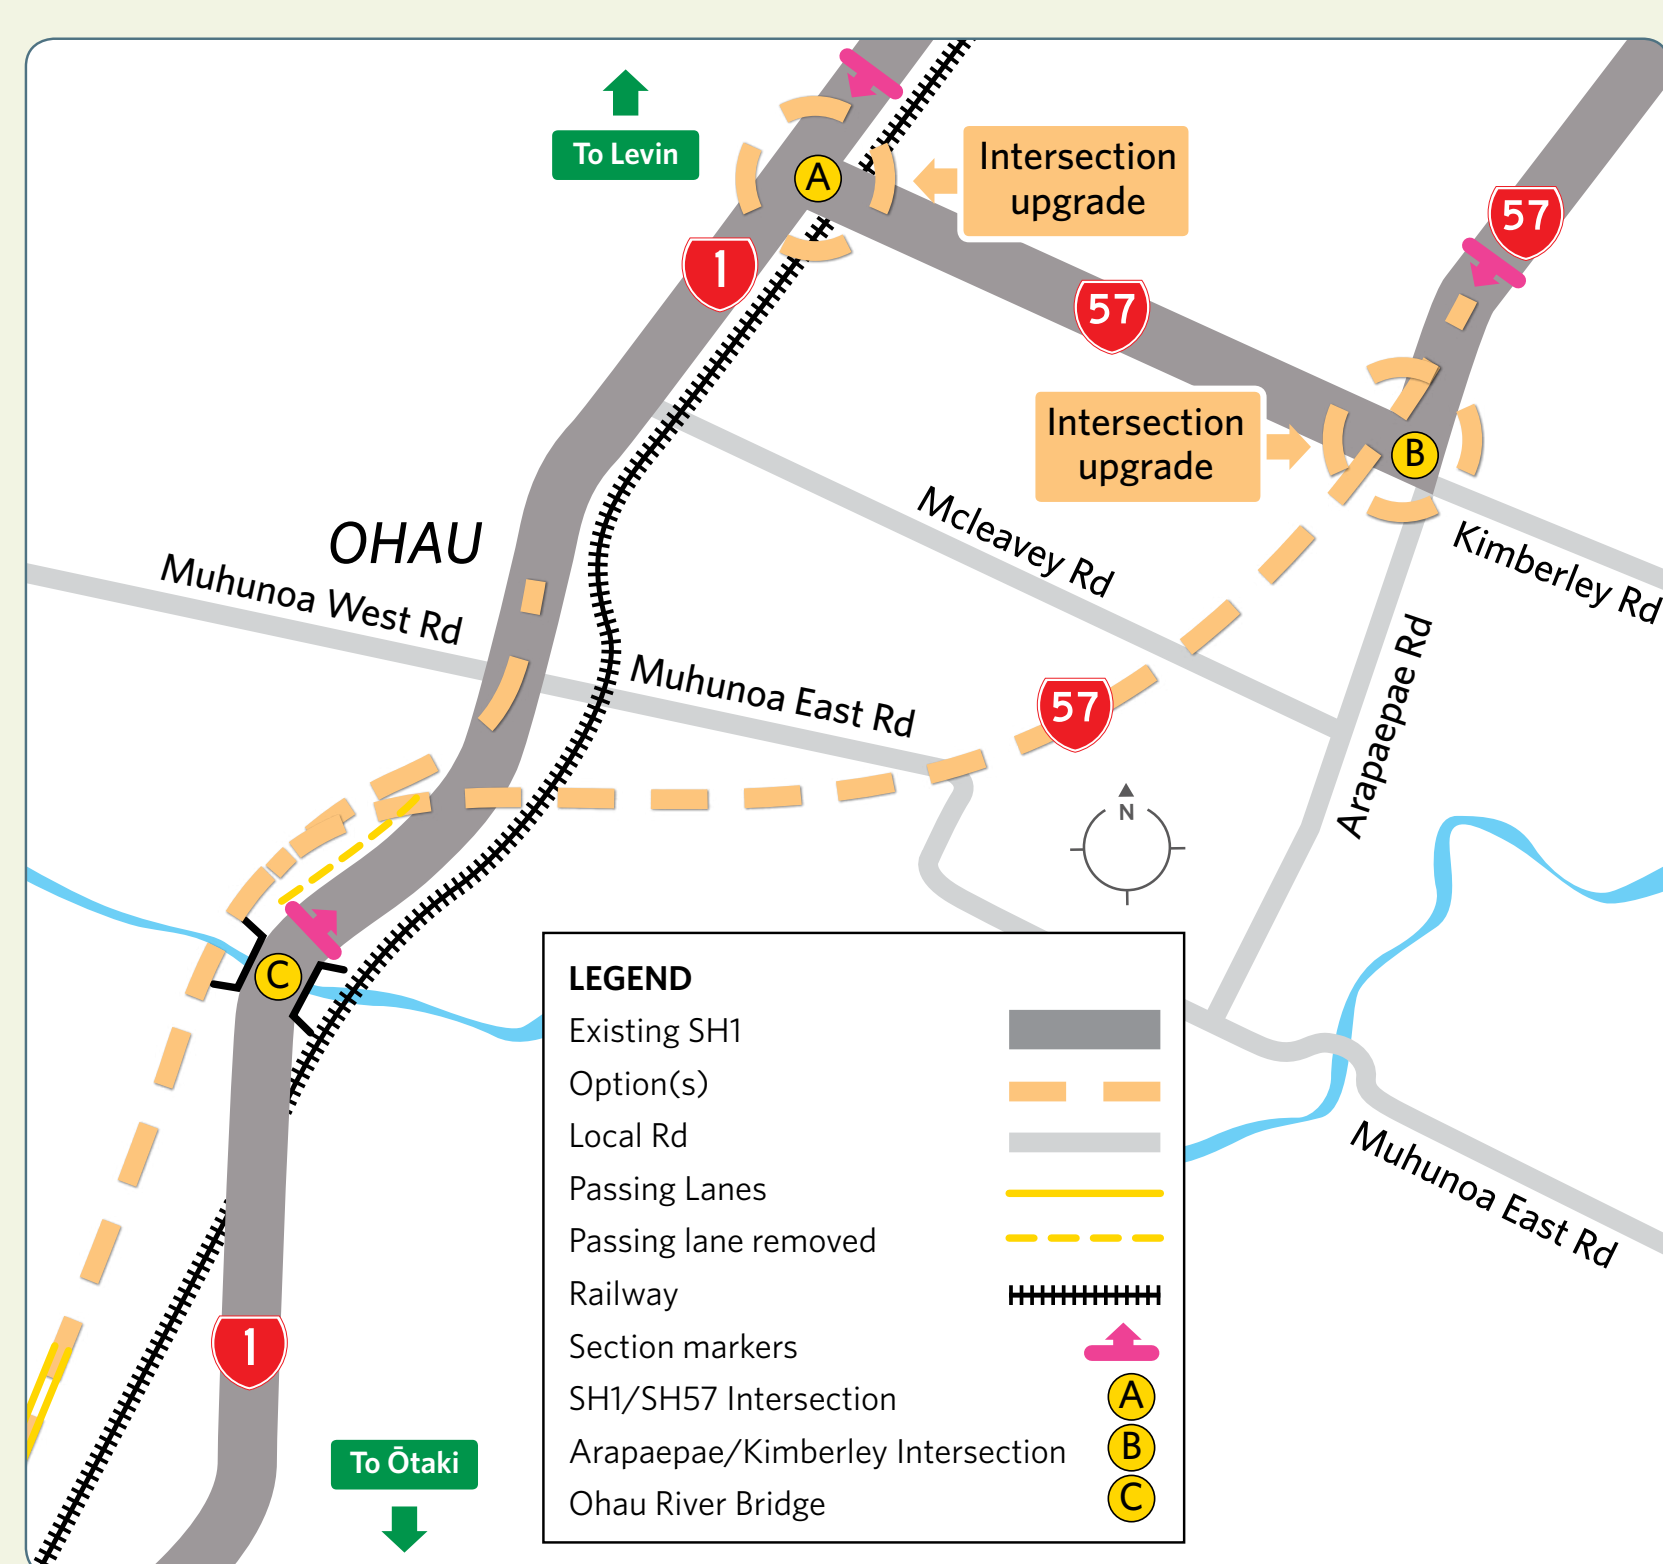 To Levin
A
Intersection
upgrade
57
1
57
Intersection
upgrade
B
OHAU
Mcleavey Rd
Kimberley Rd
Muhunoa West Rd
Muhunoa East Rd
57
Arapaepae Rd
N
C
LEGEND
Existing SH1
Option(s)
Local Rd
Passing Lanes
Passing lane removed
Railway
Section markers
SH1/SH57 Intersection A
Arapaepae/Kimberley Intersection B
Ohau River Bridge C
Muhunoa East Rd
1
To Ōtaki